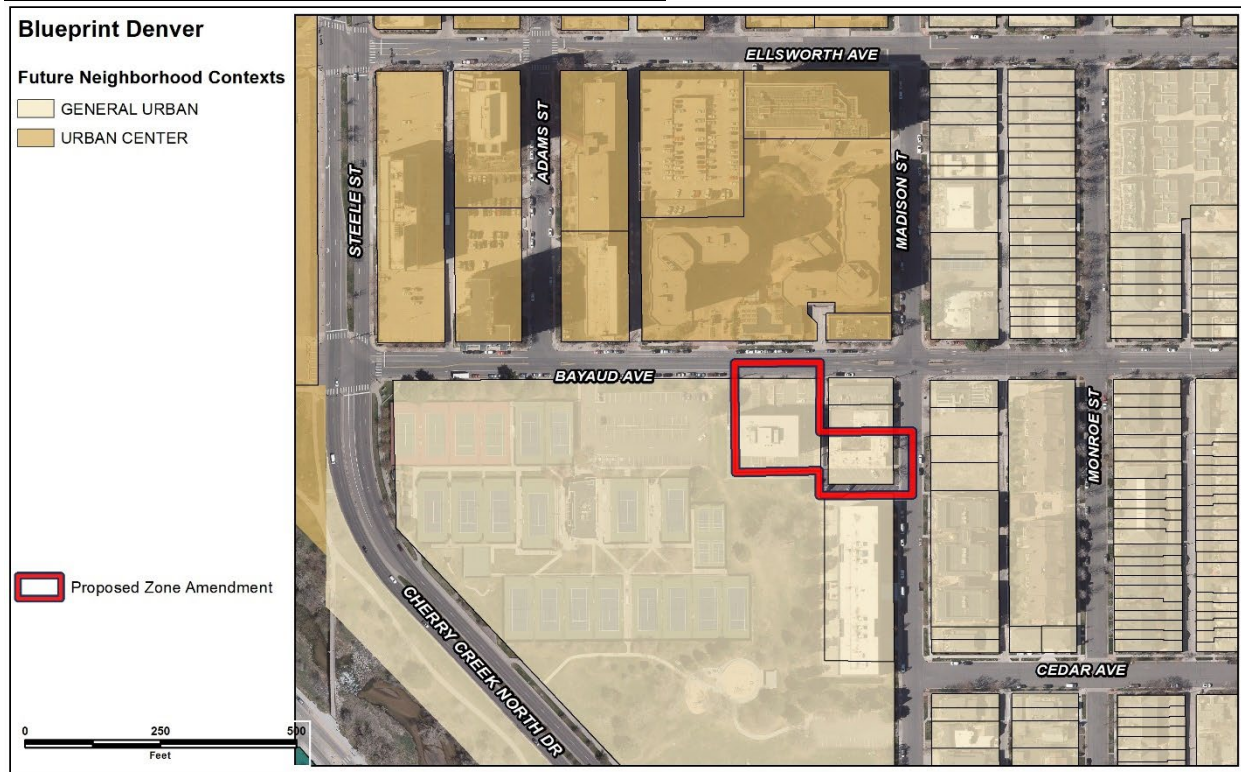 Blueprint Denver
Future Neighborhood Contexts
GENERAL URBAN
URBAN CENTER
Proposed Zone Amendment
0 250 500
Feet
ELLSWORTH AVE
STEELE ST
ADAMS ST
MADISON ST
BAYAUD AVE
MONROE ST
CHERRY CREEK NORTH DR
CEDAR AVE